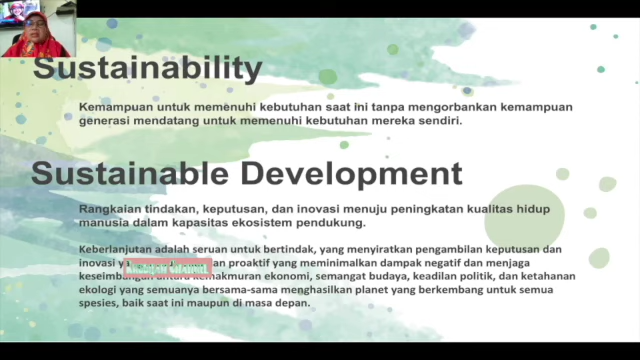 Sustainability
Kemampuan untuk memenuhi kebutuhan saat ini tanpa mengorbankan kemampuan
generasi mendatang untuk memenuhi kebutuhan mereka sendiri.
Sustainable Development
Rangkaian tindakan, keputusan, dan inovasi menuju peningkatan kualitas hidup
manusia dalam kapasitas ekosistem pendukung.
Keberlanjutan adalah seruan untuk bertindak, yang menyiratkan pengambilan keputusan dan
inovasi proaktif yang meminimalkan dampak negatif dan menjaga
keseimbangan kemakmuran ekonomi, semangat budaya, keadilan politik, dan ketahanan
ekologi yang semuanya bersama-sama menghasilkan planet yang berkembang untuk semua
spesies, baik saat ini maupun di masa depan.